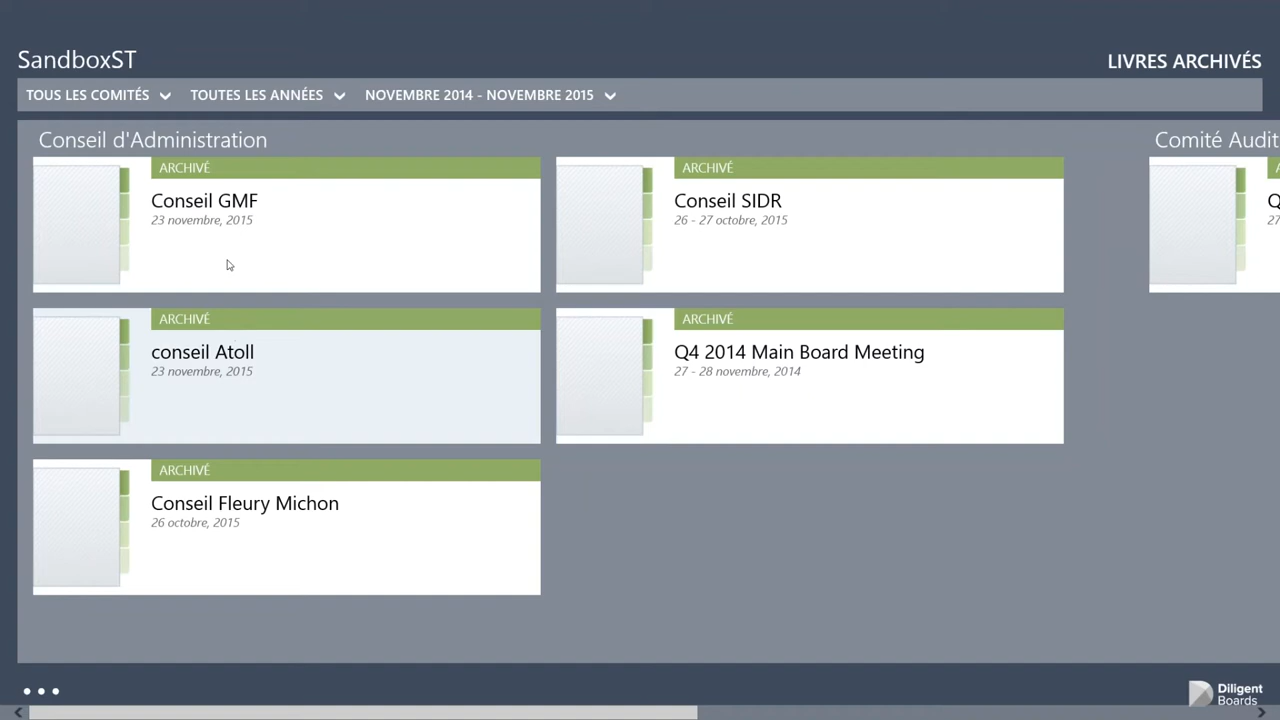 SandboxST
LIVRES ARCHIVÉS
TOUS LES COMITÉS
TOUTES LES ANNÉES
NOVEMBRE 2014 - NOVEMBRE 2015
Conseil d'Administration
ARCHIVÉ
Conseil GMF
23 novembre, 2015
ARCHIVÉ
conseil Atoll
23 novembre, 2015
ARCHIVÉ
Conseil Fleury Michon
26 octobre, 2015
ARCHIVÉ
Conseil SIDR
26 - 27 octobre, 2015
ARCHIVÉ
Q4 2014 Main Board Meeting
27 - 28 novembre, 2014
Comité Audit
Q
27
Diligent
Boards